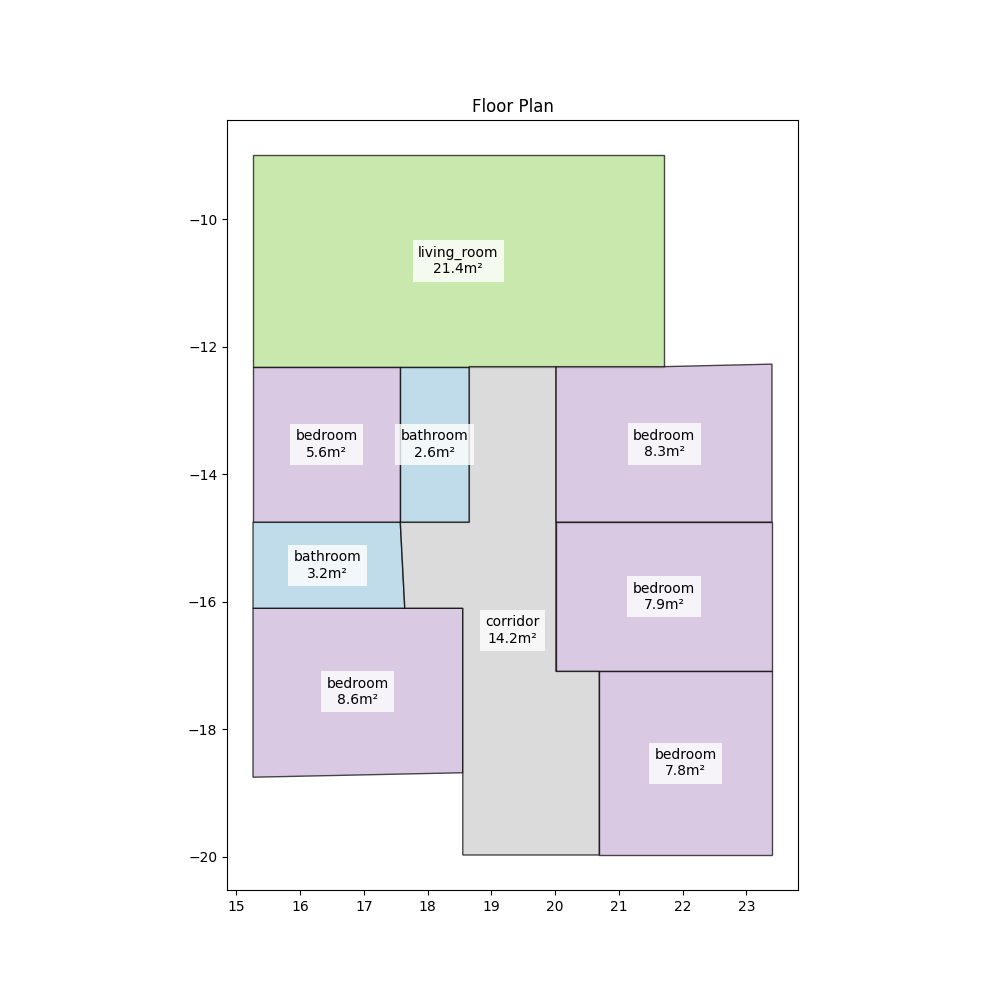 Floor Plan
living_room
21.4m²
bedroom
5.6m²
bathroom
2.6m²
bedroom
8.3m²
bathroom
3.2m²
bedroom
7.9m²
corridor
14.2m²
bedroom
8.6m²
bedroom
7.8m²
−10
−12
−14
−16
−18
−20
15 16 17 18 19 20 21 22 23